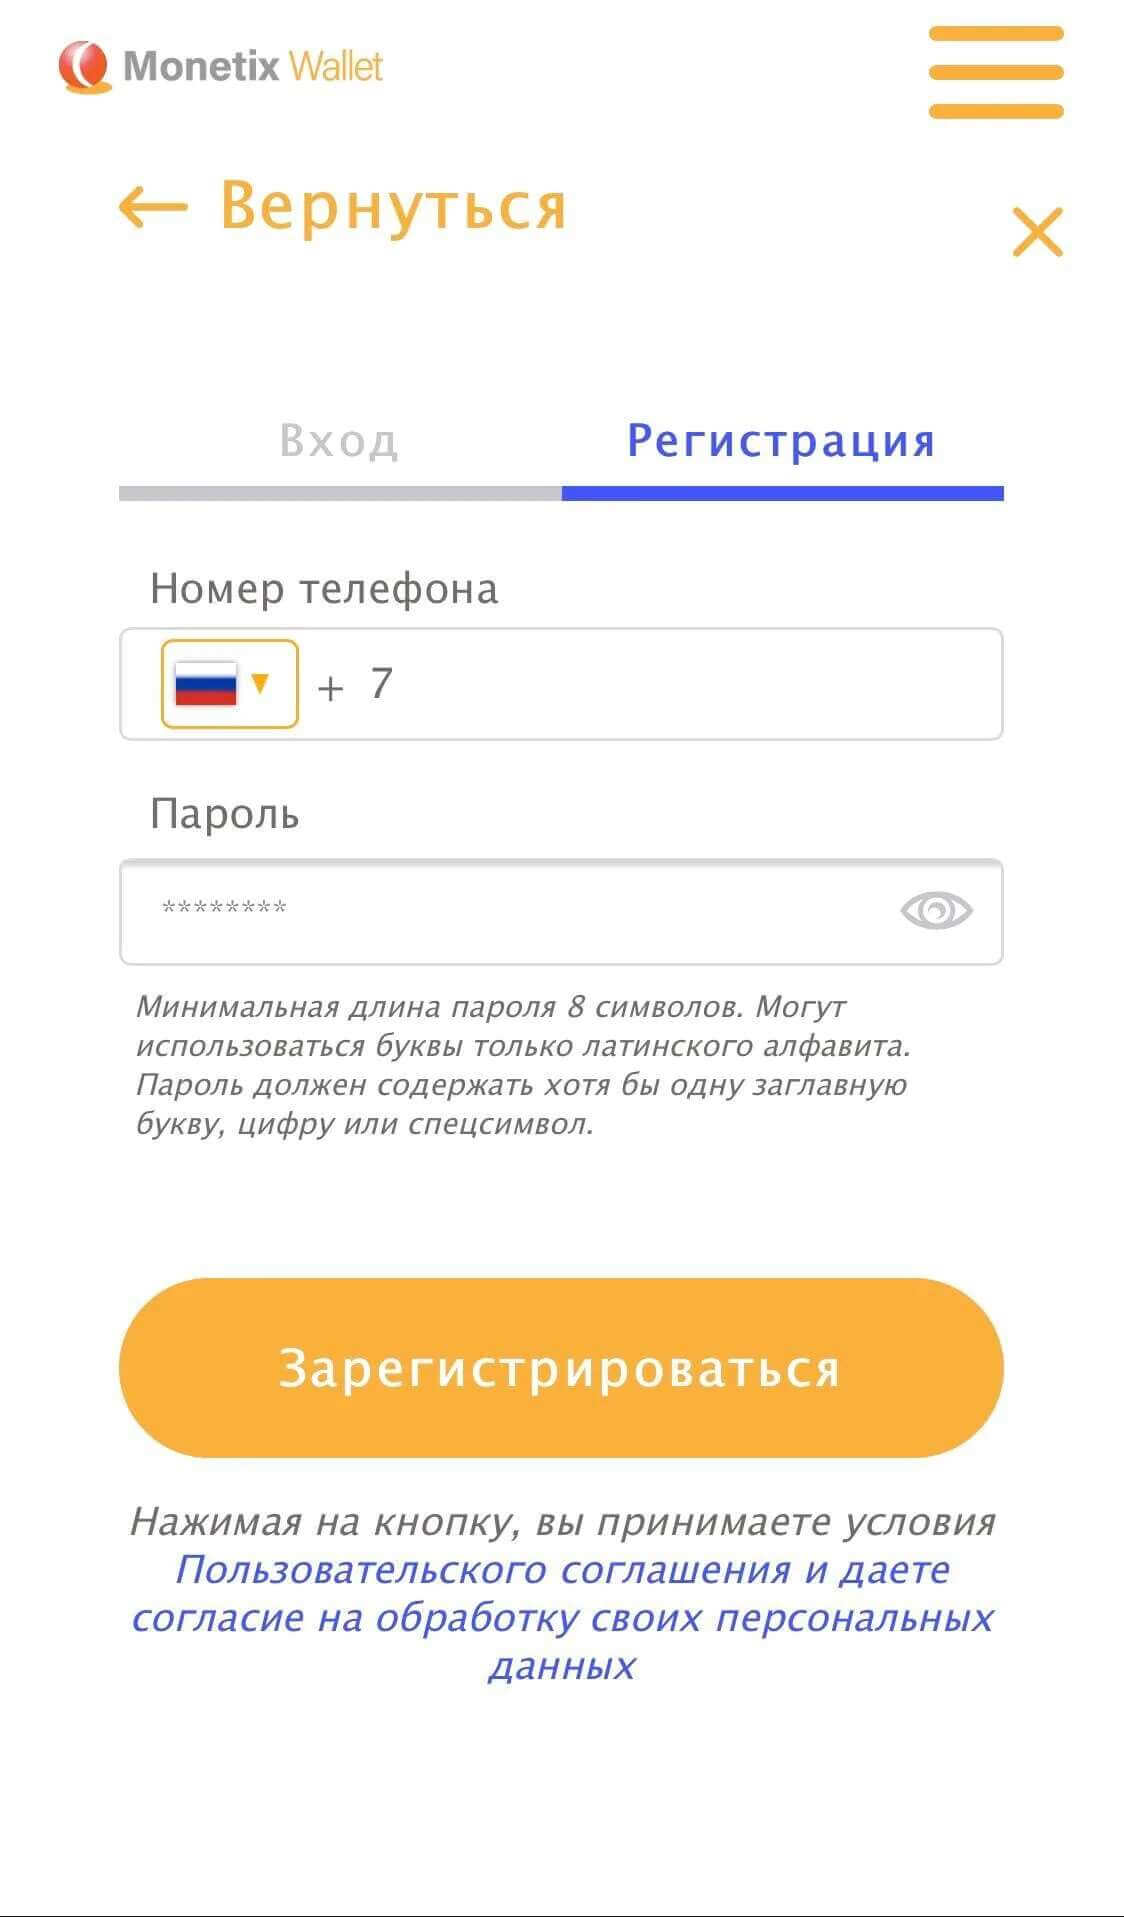 Monetix Wallet
← Вернуться
Вход
Регистрация
Номер телефона
+ 7
Пароль
********
Минимальная длина пароля 8 символов. Могут
использоваться буквы только латинского алфавита.
Пароль должен содержать хотя бы одну заглавную
букву, цифру или спецсимвол.
Зарегистрироваться
Нажимая на кнопку, вы принимаете условия
Пользовательского соглашения и даете
согласие на обработку своих персональных
данных